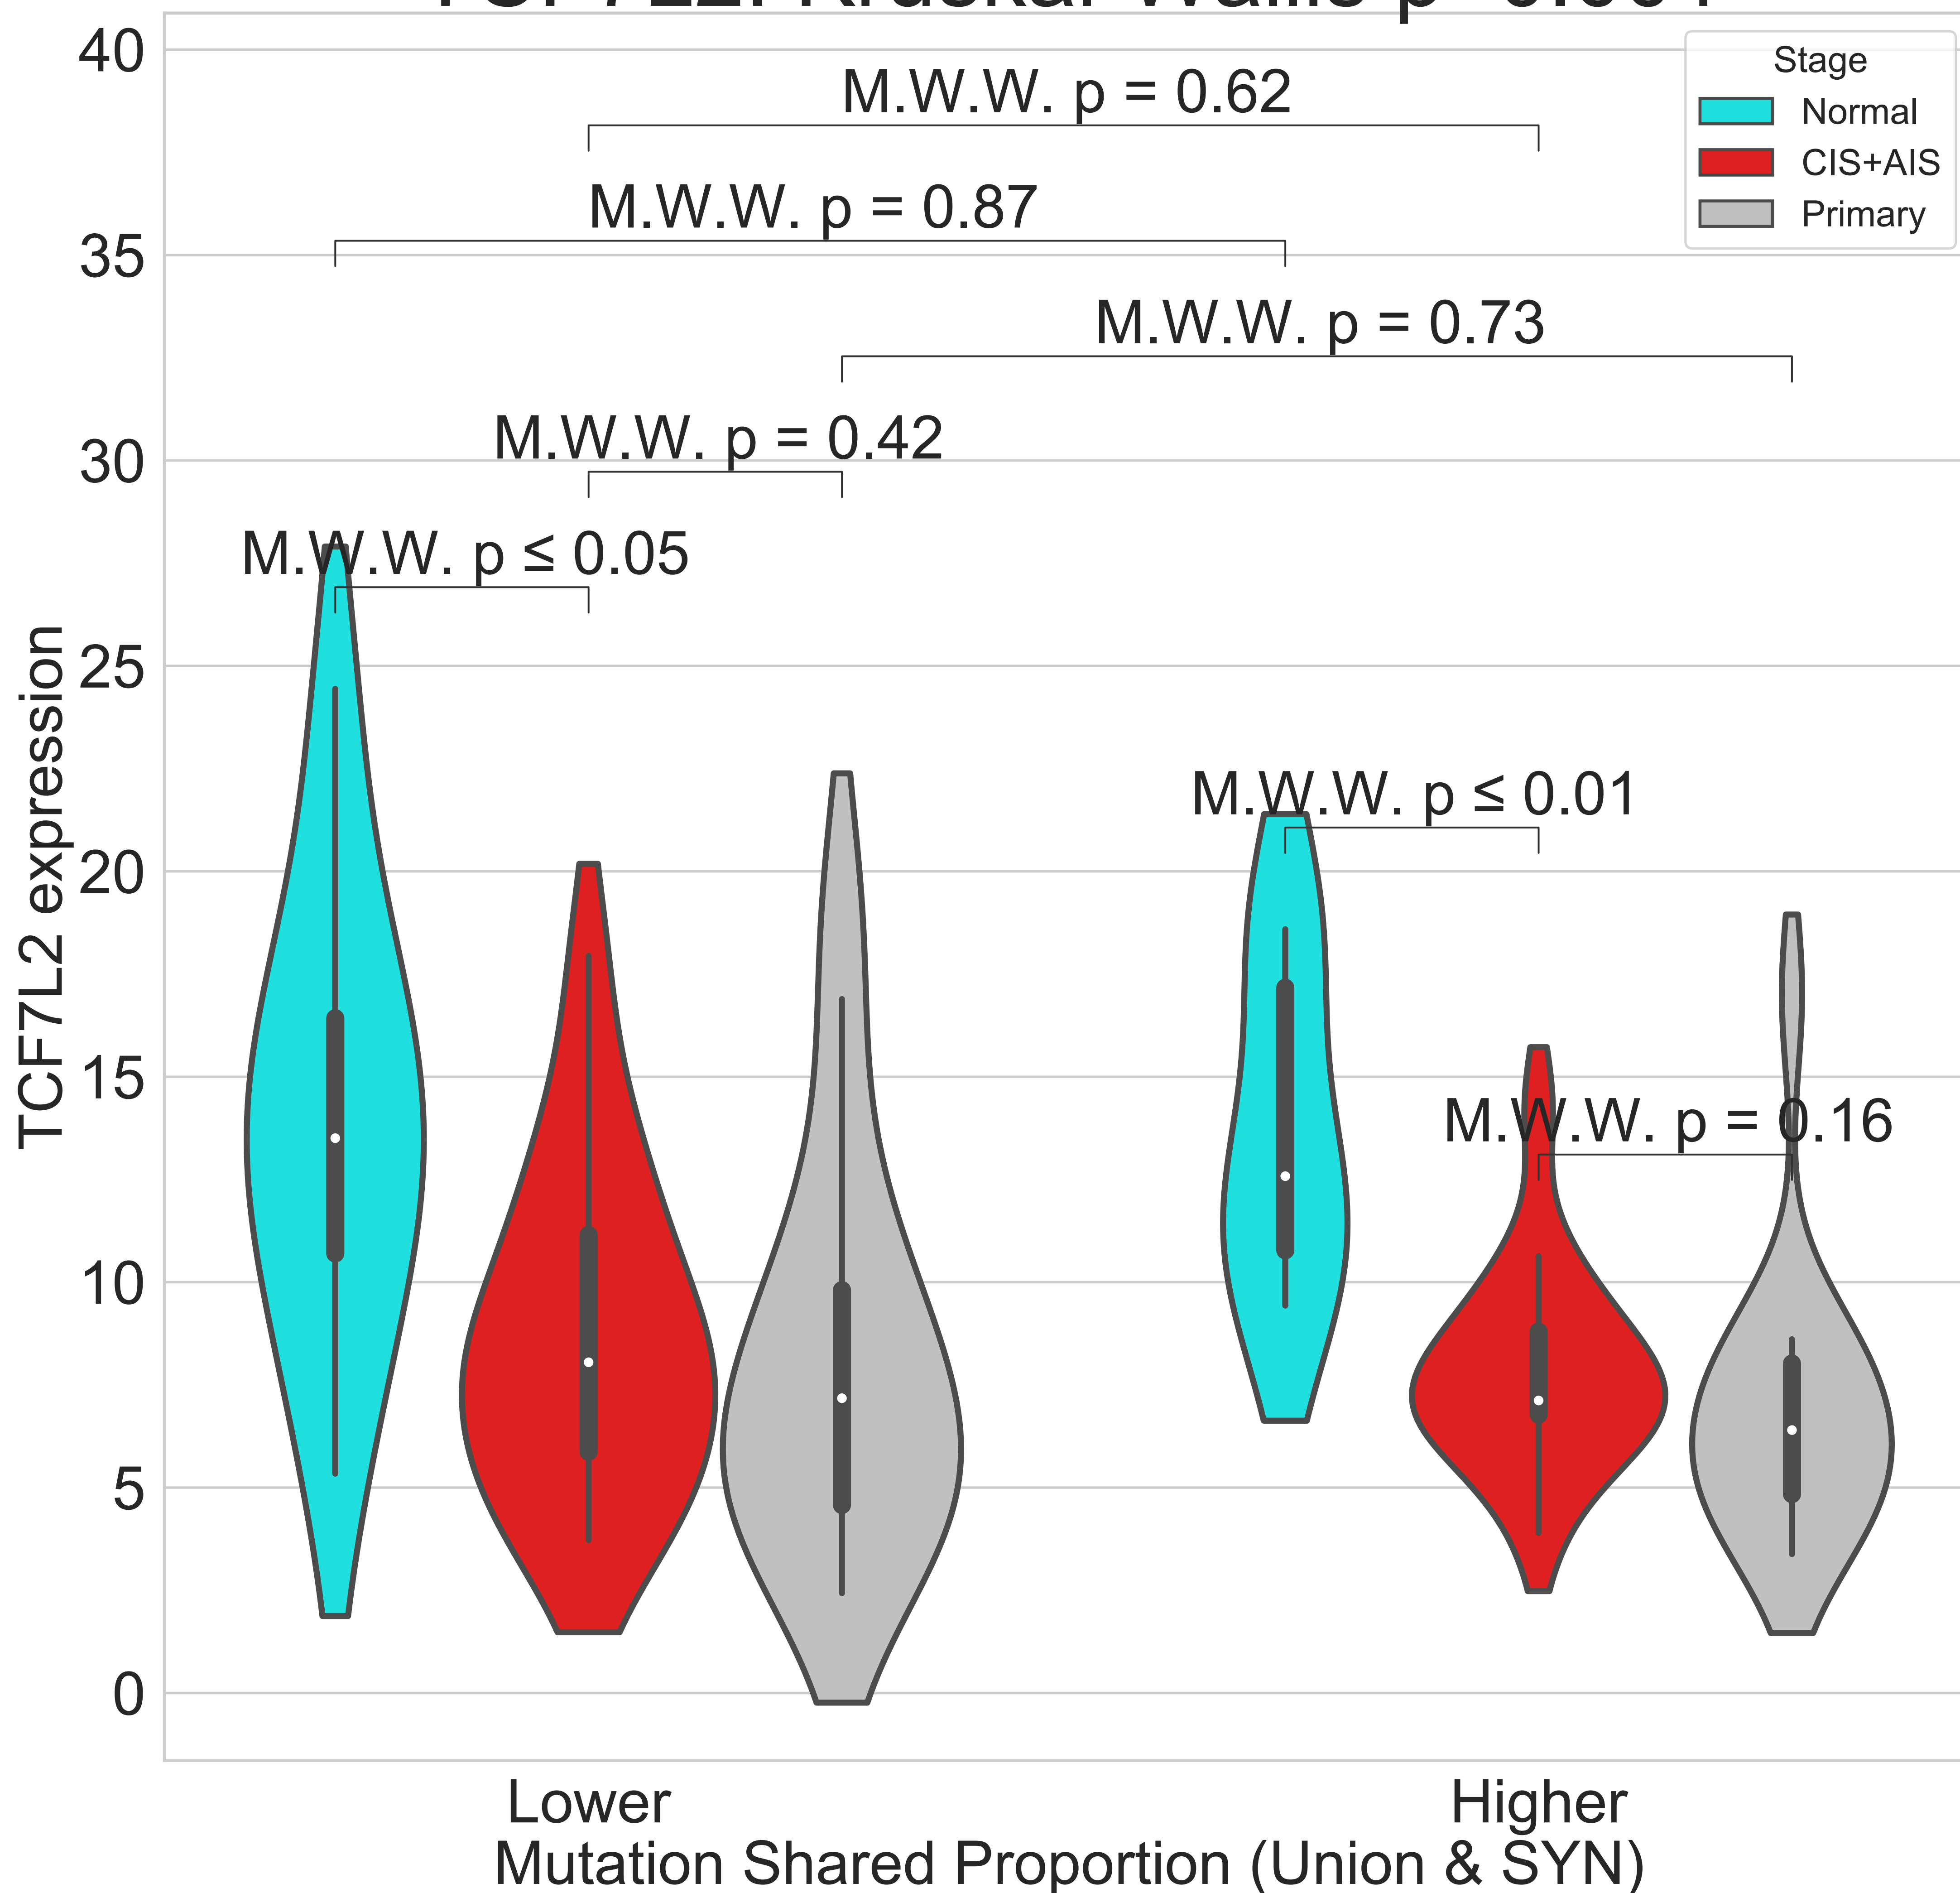 40
35
30
25
20
15
10
5
0
TCF7L2 expression
M.W.W. p = 0.62
M.W.W. p = 0.87
M.W.W. p = 0.73
M.W.W. p = 0.42
M.W.W. p ≤ 0.05
M.W.W. p ≤ 0.01
M.W.W. p = 0.16
Stage
Normal
CIS+AIS
Primary
Lower
Higher
Mutation Shared Proportion (Union & SYN)